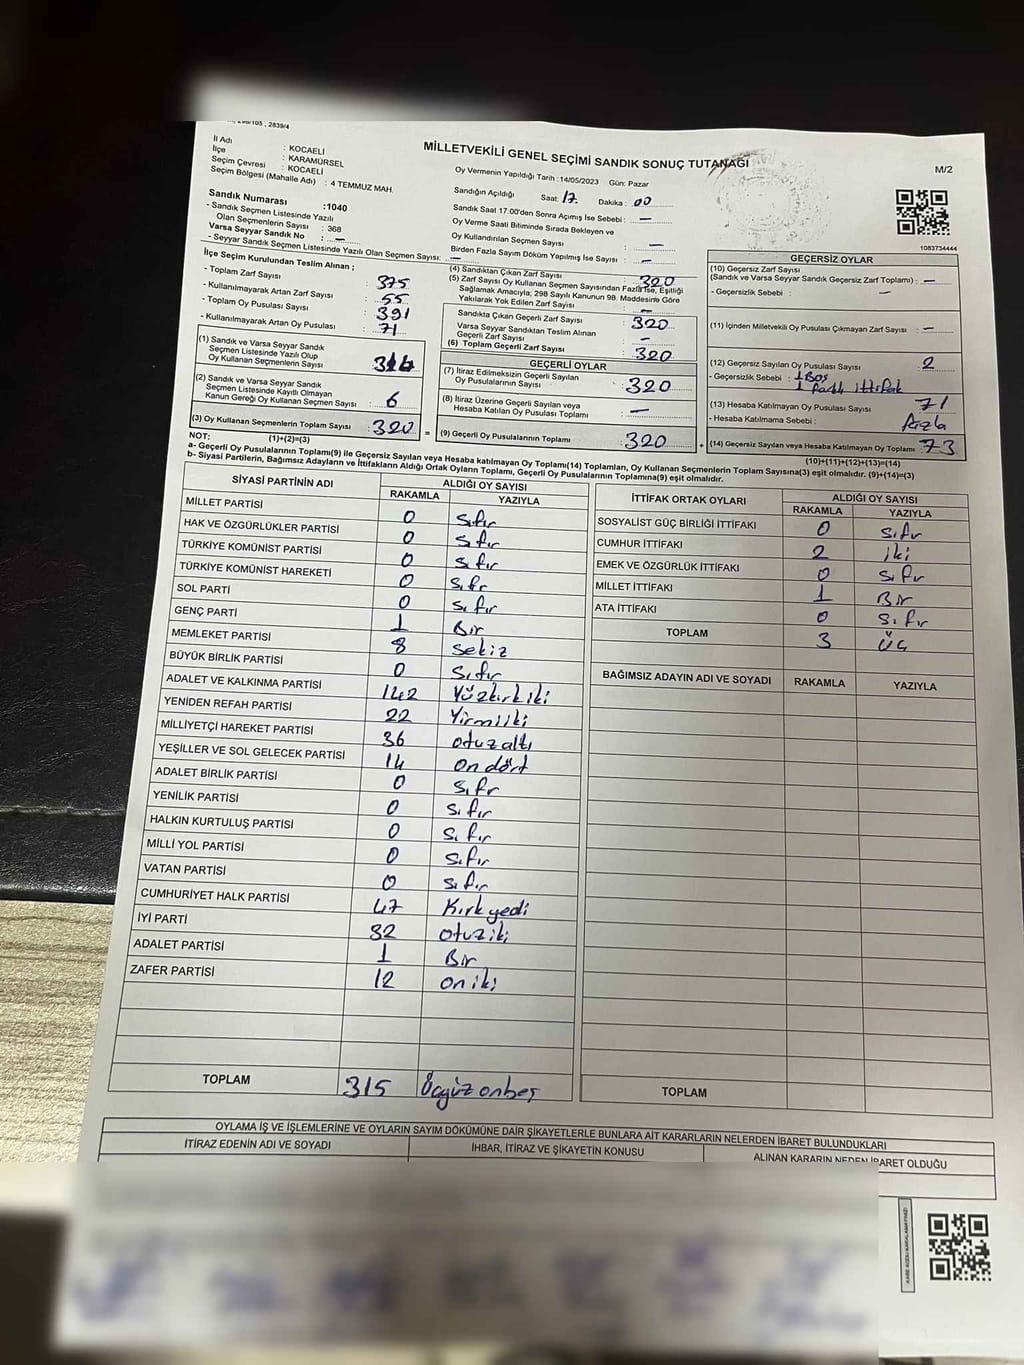 MİLLETVEKİLİ GENEL SEÇİMİ SANDIK SONUÇ TUTANAĞI
M/2
İl Adı : KOCAELİ
İlçe : KARAMÜRSEL
Seçim Çevresi : KOCAELİ
Seçim Bölgesi (Mahalle Adı) : 4 TEMMUZ MAH.
Sandık Numarası :1040
- Sandık Seçmen Listesinde Yazılı
Olan Seçmenlerin Sayısı : 368
Varsa Seyyar Sandık No : —
- Seyyar Sandık Seçmen Listesinde Yazılı Olan Seçmen Sayısı: —
Oy Vermenin Yapıldığı Tarih :14/05/2023 Gün: Pazar
Sandığın Açıldığı Saat: 17 Dakika : 00
Sandık Saat 17:00'den Sonra Açımış İse Sebebi : —
Oy Verme Saati Bitiminde Sırada Bekleyen ve
Oy Kullandırılan Seçmen Sayısı : —
Birden Fazla Sayım Döküm Yapılmış İse Sayısı : —
1083734444
İlçe Seçim Kurulundan Teslim Alınan ;
- Toplam Zarf Sayısı : 375
- Kullanılmayarak Artan Zarf Sayısı : 55
- Toplam Oy Pusulası Sayısı : 391
- Kullanılmayarak Artan Oy Pusulası : 71
(1) Sandık ve Varsa Seyyar Sandık
Seçmen Listesinde Yazılı Olup
Oy Kullanan Seçmenlerin Sayısı : 314
(2) Sandık ve Varsa Seyyar Sandık
Seçmen Listesinde Kayıtlı Olmayan
Kanun Gereği Oy Kullanan Seçmen Sayısı : 6
(3) Oy Kullanan Seçmenlerin Toplam Sayısı : 320
(1)+(2)=(3)
(4) Sandıktan Çıkan Zarf Sayısı : 320
(5) Zarf Sayısı Oy Kullanan Seçmen Sayısından Fazla İse, Eşitliği
Sağlamak Amacıyla; 298 Sayılı Kanunun 98. Maddesine Göre
Yakılarak Yok Edilen Zarf Sayısı : —
Sandıkta Çıkan Geçerli Zarf Sayısı : 320
Varsa Seyyar Sandıktan Teslim Alınan
Geçerli Zarf Sayısı : —
(6) Toplam Geçerli Zarf Sayısı : 320
GEÇERLİ OYLAR
(7) İtiraz Edilmeksizin Geçerli Sayılan
Oy Pusulalarının Sayısı : 320
(8) İtiraz Üzerine Geçerli Sayılan veya
Hesaba Katılan Oy Pusulası Toplamı : —
= (9) Geçerli Oy Pusulalarının Toplamı : 320 +
GEÇERSİZ OYLAR
(10) Geçersiz Zarf Sayısı
(Sandık ve Varsa Seyyar Sandık Geçersiz Zarf Toplamı) : —
- Geçersizlik Sebebi : —
(11) İçinden Milletvekili Oy Pusulası Çıkmayan Zarf Sayısı : —
(12) Geçersiz Sayılan Oy Pusulası Sayısı : 2
- Geçersizlik Sebebi : 1 Boş
1 Farklı ittifak
(13) Hesaba Katılmayan Oy Pusulası Sayısı : 71
- Hesaba Katılmama Sebebi : Fazla
(14) Geçersiz Sayılan veya Hesaba Katılmayan Oy Toplamı : 73
(10)+(11)+(12)+(13)=(14)
NOT:
a- Geçerli Oy Pusulalarının Toplamı(9) ile Geçersiz Sayılan veya Hesaba katılmayan Oy Toplamı(14) Toplamları, Oy Kullanan Seçmenlerin Toplam Sayısına(3) eşit olmalıdır. (9)+(14)=(3)
b- Siyasi Partilerin, Bağımsız Adayların ve İttifakların Aldığı Ortak Oyların Toplamı, Geçerli Oy Pusulalarının Toplamına(9) eşit olmalıdır.
SİYASİ PARTİNİN ADI ALDIĞI OY SAYISI
RAKAMLA YAZIYLA
MİLLET PARTİSİ 0 sıfır
HAK VE ÖZGÜRLÜKLER PARTİSİ 0 sıfır
TÜRKİYE KOMÜNİST PARTİSİ 0 sıfır
TÜRKİYE KOMÜNİST HAREKETİ 0 sıfr
SOL PARTİ 0 sıfır
GENÇ PARTİ 1 Bir
MEMLEKET PARTİSİ 8 sekiz
BÜYÜK BİRLİK PARTİSİ 0 sıfır
ADALET VE KALKINMA PARTİSİ 142 Yüzkırkiki
YENİDEN REFAH PARTİSİ 22 Yirmiiki
MİLLİYETÇİ HAREKET PARTİSİ 36 otuzaltı
YEŞİLLER VE SOL GELECEK PARTİSİ 14 on dört
ADALET BİRLİK PARTİSİ 0 sıfr
YENİLİK PARTİSİ 0 sıfır
HALKIN KURTULUŞ PARTİSİ 0 sıfır
MİLLİ YOL PARTİSİ 0 sıfır
VATAN PARTİSİ 0 sıfır
CUMHURİYET HALK PARTİSİ 47 Kırkyedi
İYİ PARTİ 32 otuziki
ADALET PARTİSİ 1 Bir
ZAFER PARTİSİ 12 oniki
TOPLAM 315 Üçyüzonbeş
İTTİFAK ORTAK OYLARI ALDIĞI OY SAYISI
RAKAMLA YAZIYLA
SOSYALİST GÜÇ BİRLİĞİ İTTİFAKI 0 sıfır
CUMHUR İTTİFAKI 2 iki
EMEK VE ÖZGÜRLÜK İTTİFAKI 0 sıfır
MİLLET İTTİFAKI 1 Bir
ATA İTTİFAKI 0 sıfır
TOPLAM 3 üç
BAĞIMSIZ ADAYIN ADI VE SOYADI RAKAMLA YAZIYLA
TOPLAM
OYLAMA İŞ VE İŞLEMLERİNE VE OYLARIN SAYIM DÖKÜMÜNE DAİR ŞİKAYETLERLE BUNLARA AİT KARARLARIN NELERDEN İBARET BULUNDUKLARI
İTİRAZ EDENİN ADI VE SOYADI İHBAR, İTİRAZ VE ŞİKAYETİN KONUSU ALINAN KARARIN NEDEN İBARET OLDUĞU